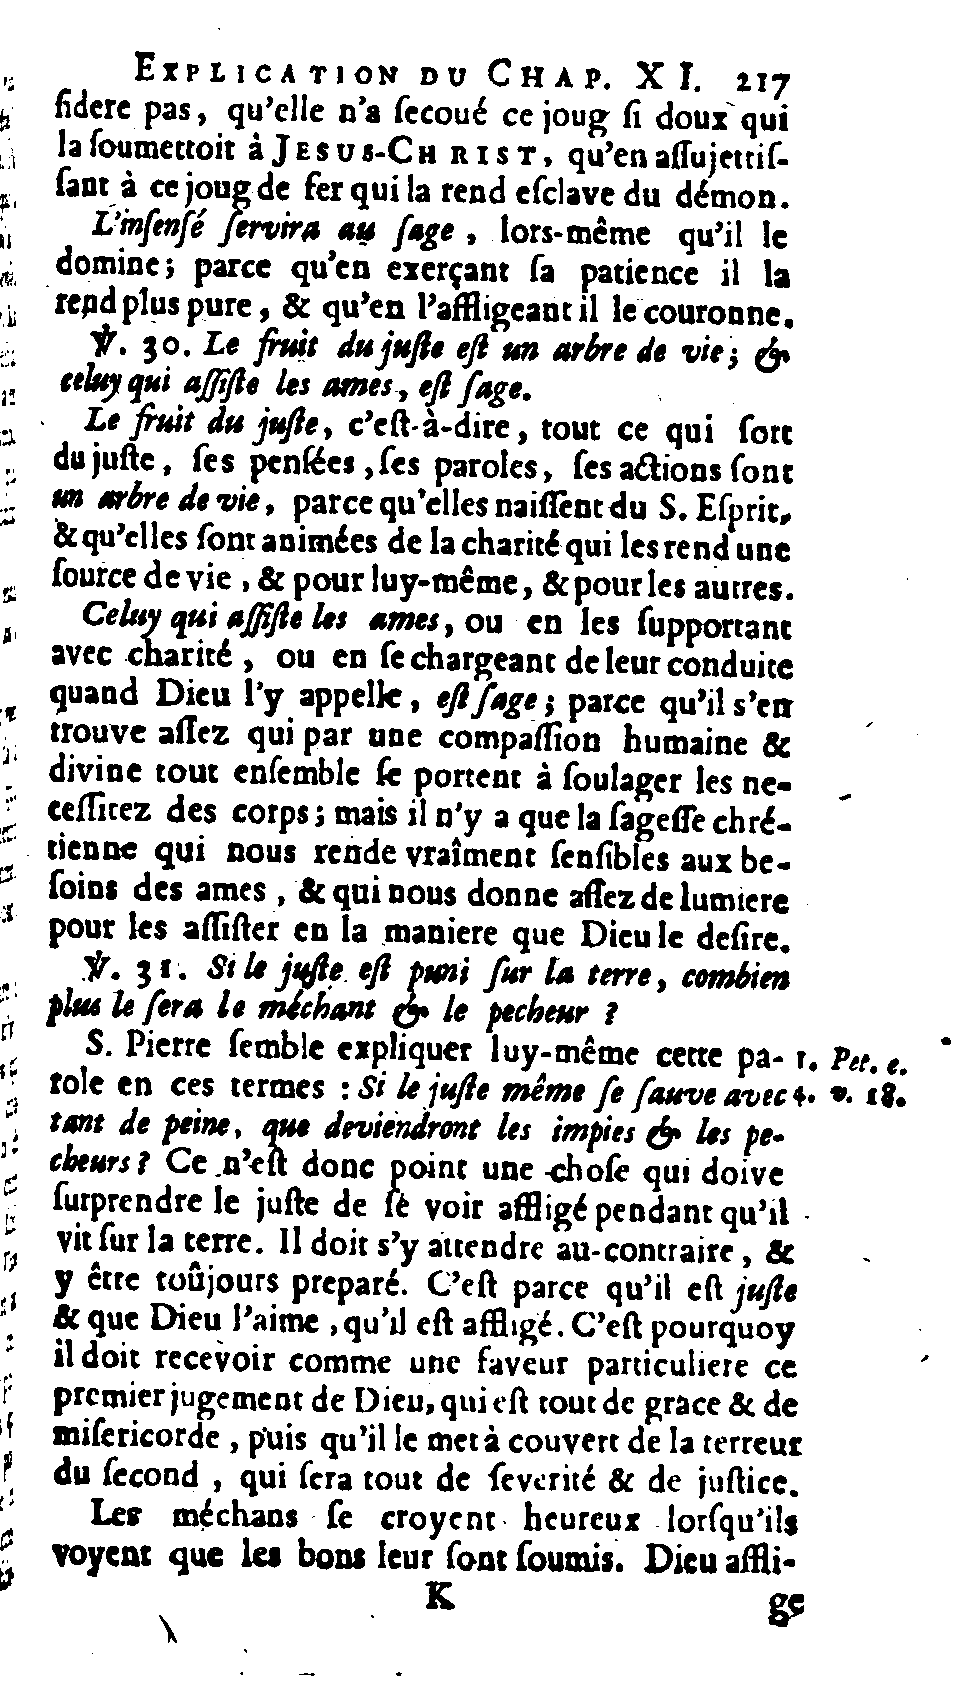 EXPLICATION DU CHAP. XI. 217
ſidere pas, qu'elle n'a ſecoué ce joug ſi doux qui
la ſoumettoit à JESUS-CHRIST, qu'en aſſujettiſ-
ſant à ce joug de fer qui la rend eſclave du démon.
L'inſenſé ſervira au ſage, lors-même qu'il le
domine; parce qu'en exerçant ſa patience il la
rend plus pure, & qu'en l'affligeant il le couronne.
℣. 30. Le fruit du juſte eſt un arbre de vie; &
celuy qui aſſiſte les ames, eſt ſage.
Le fruit du juſte, c'eſt-à-dire, tout ce qui ſort
du juſte, ſes penſées, ſes paroles, ſes actions ſont
un arbre de vie, parce qu'elles naiſſent du S. Eſprit,
& qu'elles ſont animées de la charité qui les rend une
ſource de vie, & pour luy-même, & pour les autres.
Celuy qui aſſiſte les ames, ou en les ſupportant
avec charité, ou en ſe chargeant de leur conduite
quand Dieu l'y appelle, eſt ſage; parce qu'il s'en
trouve aſſez qui par une compaſſion humaine &
divine tout enſemble ſe portent à ſoulager les ne-
ceſſitez des corps; mais il n'y a que la ſageſſe chré-
tienne qui nous rende vraîment ſenſibles aux be-
ſoins des ames, & qui nous donne aſſez de lumiere
pour les aſſiſter en la maniere que Dieu le deſire.
℣. 31. Si le juſte eſt puni ſur la terre, combien
plus le ſera le méchant & le pecheur?
S. Pierre ſemble expliquer luy-même cette pa- 1. Pet. c.
role en ces termes: Si le juſte même ſe ſauve avec 4. v. 18.
tant de peine, que deviendront les impies & les pe-
cheurs? Ce n'eſt donc point une choſe qui doive
ſurprendre le juſte de ſe voir affligé pendant qu'il
vit ſur la terre. Il doit s'y attendre au-contraire, &
y être toûjours preparé. C'eſt parce qu'il eſt juſte
& que Dieu l'aime, qu'il eſt affligé. C'eſt pourquoy
il doit recevoir comme une faveur particuliere ce
premier jugement de Dieu, qui eſt tout de grace & de
miſericorde, puis qu'il le met à couvert de la terreur
du ſecond, qui ſera tout de ſeverité & de juſtice.
Les méchans ſe croyent heureux lorſqu'ils
voyent que les bons leur ſont ſoumis. Dieu affli-
K ge